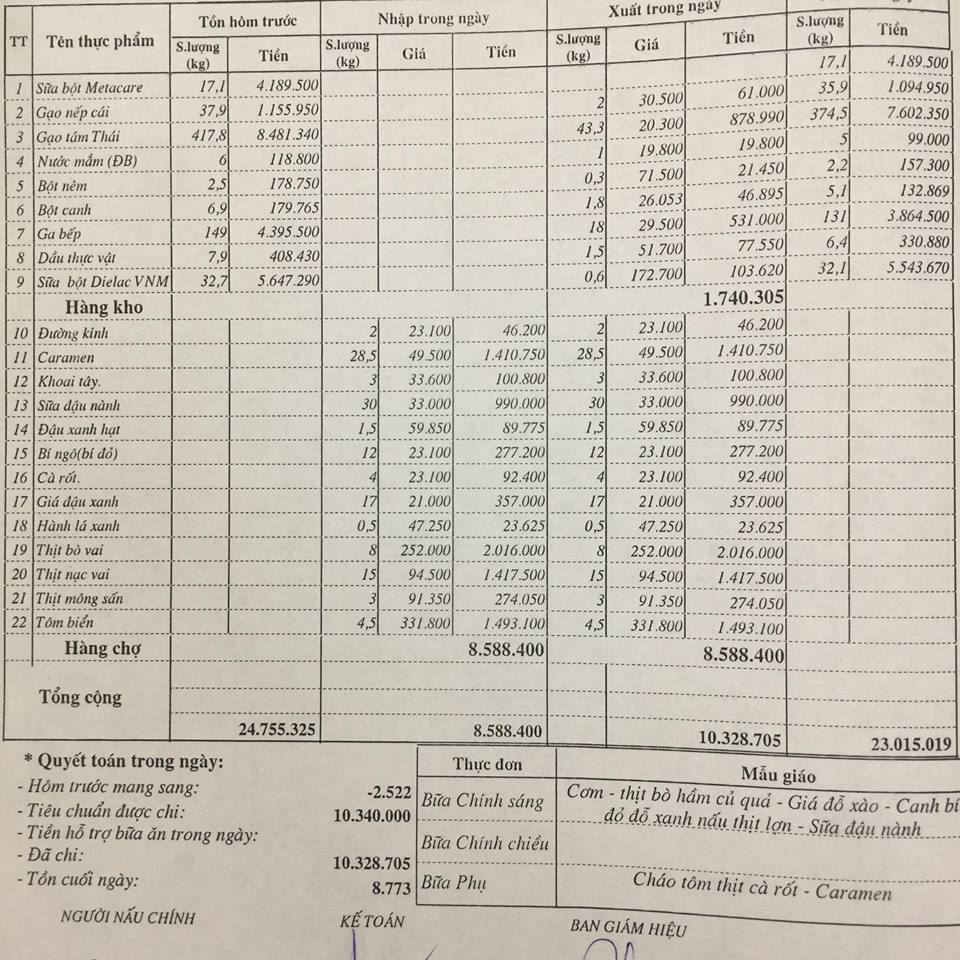 TT Tên thực phẩm Tồn hôm trước Nhập trong ngày Xuất trong ngày
S.lượng (kg) Tiền S.lượng (kg) Giá Tiền S.lượng (kg) Giá Tiền S.lượng (kg) Tiền
1 Sữa bột Metacare 17,1 4.189.500 17,1 4.189.500
2 Gạo nếp cái 37,9 1.155.950 2 30.500 61.000 35,9 1.094.950
3 Gạo tám Thái 417,8 8.481.340 43,3 20.300 878.990 374,5 7.602.350
4 Nước mắm (ĐB) 6 118.800 1 19.800 19.800 5 99.000
5 Bột nêm 2,5 178.750 0,3 71.500 21.450 2,2 157.300
6 Bột canh 6,9 179.765 1,8 26.053 46.895 5,1 132.869
7 Ga bếp 149 4.395.500 18 29.500 531.000 131 3.864.500
8 Dầu thực vật 7,9 408.430 1,5 51.700 77.550 6,4 330.880
9 Sữa bột Dielac VNM 32,7 5.647.290 0,6 172.700 103.620 32,1 5.543.670
Hàng kho 1.740.305
10 Đường kính 2 23.100 46.200 2 23.100 46.200
11 Caramen 28,5 49.500 1.410.750 28,5 49.500 1.410.750
12 Khoai tây. 3 33.600 100.800 3 33.600 100.800
13 Sữa đậu nành 30 33.000 990.000 30 33.000 990.000
14 Đậu xanh hạt 1,5 59.850 89.775 1,5 59.850 89.775
15 Bí ngô(bí đỏ) 12 23.100 277.200 12 23.100 277.200
16 Cà rốt. 4 23.100 92.400 4 23.100 92.400
17 Giá đậu xanh 17 21.000 357.000 17 21.000 357.000
18 Hành lá xanh 0,5 47.250 23.625 0,5 47.250 23.625
19 Thịt bò vai 8 252.000 2.016.000 8 252.000 2.016.000
20 Thịt nạc vai 15 94.500 1.417.500 15 94.500 1.417.500
21 Thịt mông sấn 3 91.350 274.050 3 91.350 274.050
22 Tôm biển 4,5 331.800 1.493.100 4,5 331.800 1.493.100
Hàng chợ 8.588.400 8.588.400
Tổng cộng
24.755.325 8.588.400 10.328.705 23.015.019
* Quyết toán trong ngày:
- Hôm trước mang sang: -2.522
- Tiêu chuẩn được chi: 10.340.000
- Tiền hỗ trợ bữa ăn trong ngày:
- Đã chi: 10.328.705
- Tồn cuối ngày: 8.773
Thực đơn Mẫu giáo
Bữa Chính sáng Cơm - thịt bò hầm củ quả - Giá đỗ xào - Canh bí
đỏ đỗ xanh nấu thịt lợn - Sữa đậu nành
Bữa Chính chiều
Bữa Phụ Cháo tôm thịt cà rốt - Caramen
NGƯỜI NẤU CHÍNH KẾ TOÁN BAN GIÁM HIỆU